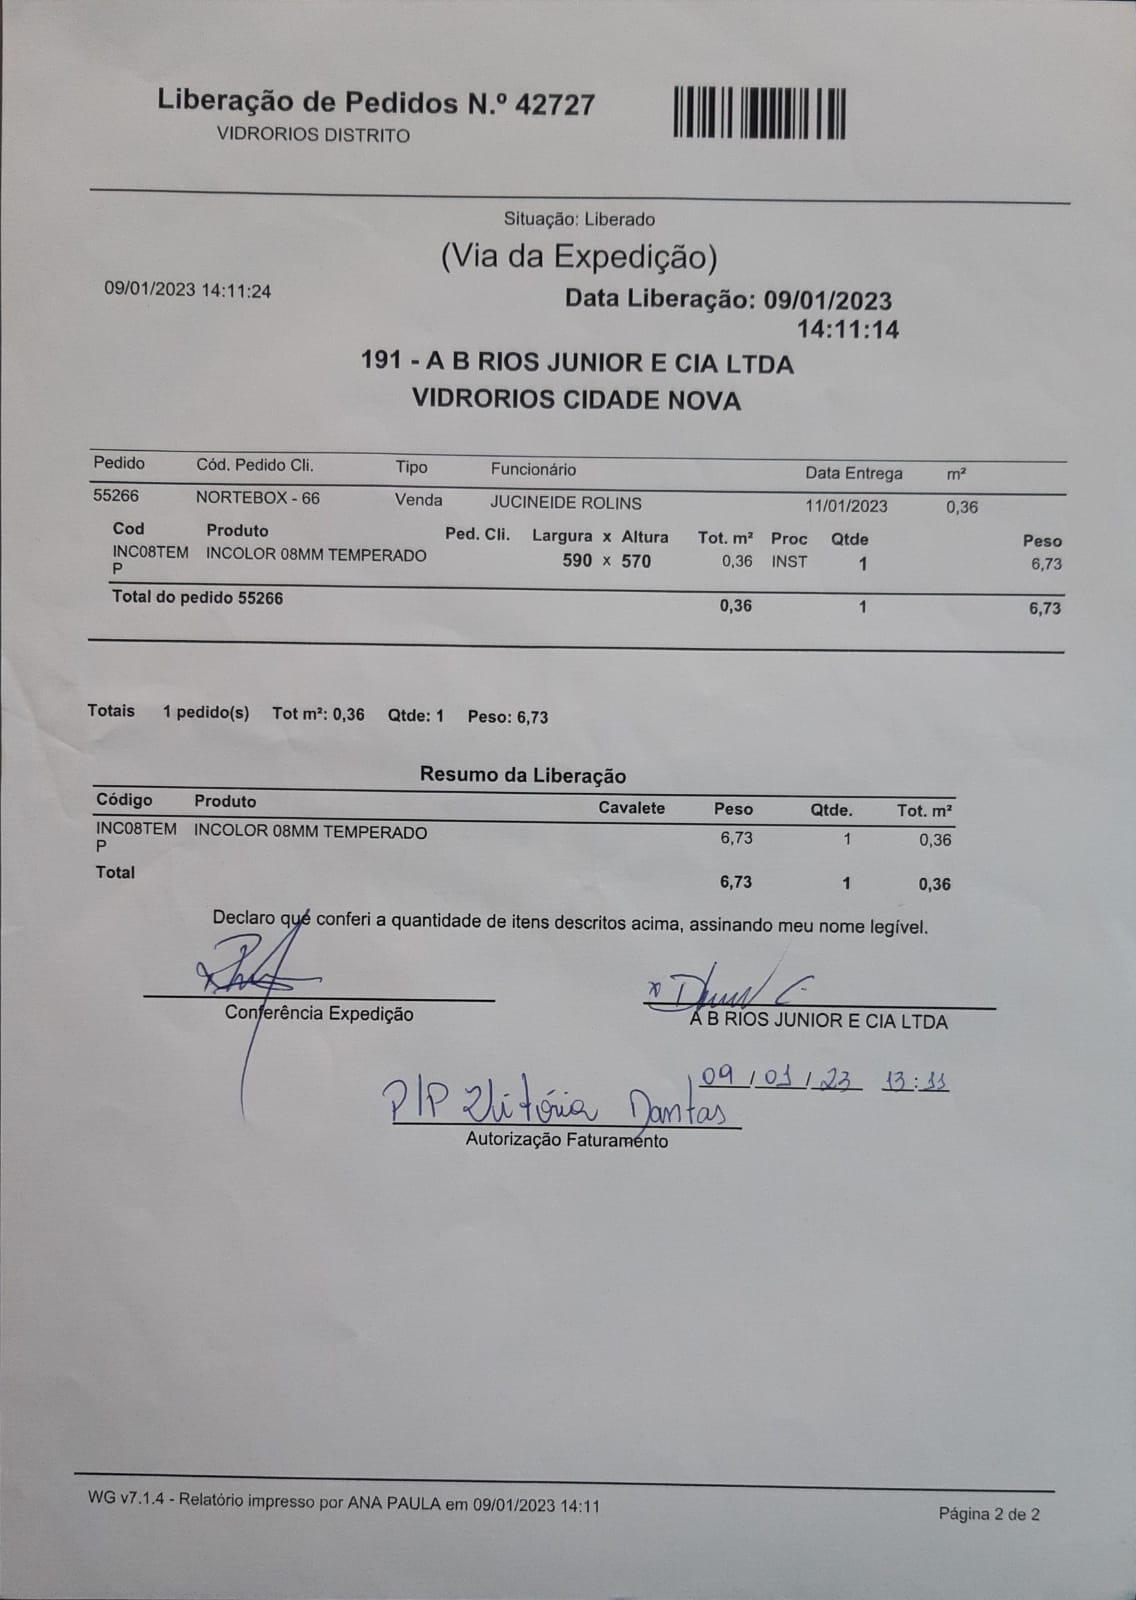 Liberação de Pedidos N.º 42727
VIDRORIOS DISTRITO
Situação: Liberado
(Via da Expedição)
09/01/2023 14:11:24
Data Liberação: 09/01/2023
14:11:14
191 - A B RIOS JUNIOR E CIA LTDA
VIDRORIOS CIDADE NOVA
Pedido Cód. Pedido Cli. Tipo Funcionário Data Entrega m²
55266 NORTEBOX - 66 Venda JUCINEIDE ROLINS 11/01/2023 0,36
Cod Produto Ped. Cli. Largura x Altura Tot. m² Proc Qtde Peso
INC08TEM INCOLOR 08MM TEMPERADO 590 x 570 0,36 INST 1 6,73
P
Total do pedido 55266 0,36 1 6,73
Totais 1 pedido(s) Tot m²: 0,36 Qtde: 1 Peso: 6,73
Resumo da Liberação
Código Produto Cavalete Peso Qtde. Tot. m²
INC08TEM INCOLOR 08MM TEMPERADO 6,73 1 0,36
P
Total 6,73 1 0,36
Declaro que conferi a quantidade de itens descritos acima, assinando meu nome legível.
Conferência Expedição
A B RIOS JUNIOR E CIA LTDA
09/01/23 13:11
P/P Vitória Dantas
Autorização Faturamento
WG v7.1.4 - Relatório impresso por ANA PAULA em 09/01/2023 14:11
Página 2 de 2